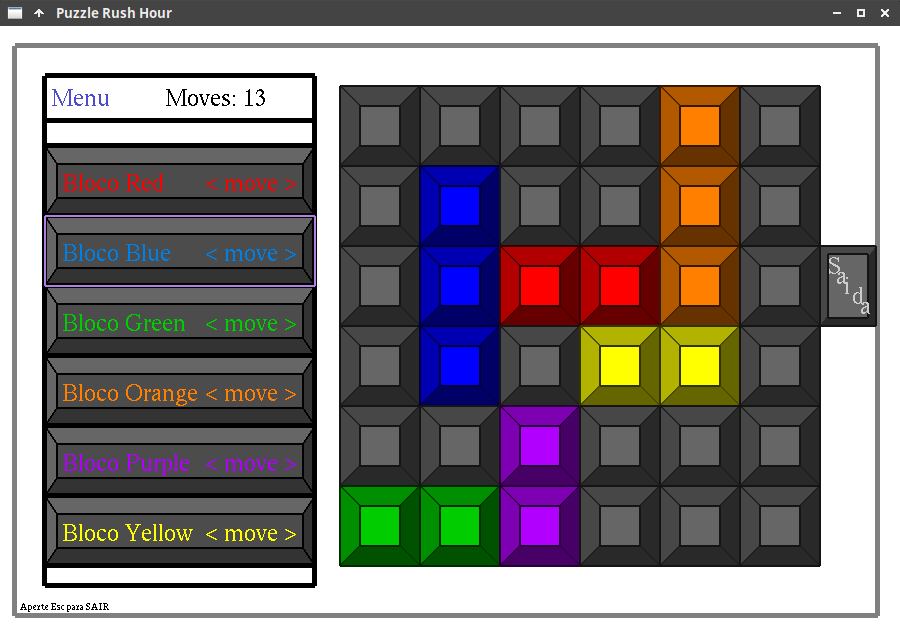 Puzzle Rush Hour
Menu Moves: 13
Bloco Red < move >
Bloco Blue < move >
Bloco Green < move >
Bloco Orange < move >
Bloco Purple < move >
Bloco Yellow < move >
Saida
Aperte Esc para SAIR